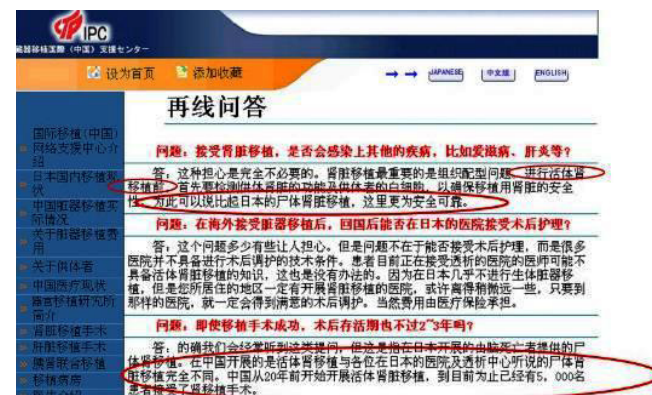 IPC
臓器移植国際（中国）支援センター
设为首页
添加收藏
→ → JAPANESE 中文版 ENGLISH
再线问答
国际移植(中国)
网络支援中心介
绍
日本国内移植现
状
中国脏器移植实
际情况
关于脏器移植费
用
关于供体者
中国医疗现状
脏器移植研究所
简介
肾脏移植手术
肝脏移植手术
胰肾联合移植
移植病房
问题：接受肾脏移植，是否会感染上其他的疾病，比如爱滋病、肝炎等？
答：这种担心是完全不必要的。肾脏移植最重要的是组织配型问题。进行活体肾
移植前，首先要检测供体肾脏的功能及供体者的白细胞，以确保移植用肾脏的安全
性。为此可以说比起日本的尸体肾脏移植，这里更为安全可靠。
问题：在海外接受脏器移植后，回国后能否在日本的医院接受术后护理？
答：这个问题多少有些让人担心。但是问题不在于能否接受术后护理，而是很多
医院并不具备进行术后调护的技术条件。患者目前正在接受透析的医院的医师可能不
具备活体肾脏移植的知识，这也是没有办法的。因为在日本几乎不进行生体脏器移
植，但是您所居住的地区一定有开展肾脏移植的医院，或许离得稍微远一些，只要到
那样的医院，就一定会得到满意的术后调护。当然费用由医疗保险承担。
问题：即使移植手术成功，术后存活期也不过2~3年吗？
答：的确我们会经常听到这类提问。但这是指在日本开展的由脑死亡者提供的尸
体肾移植。在中国开展的是活体肾移植与各位在日本的医院及透析中心听说的尸体肾
脏移植完全不同。中国从20年前开始开展活体肾脏移植，到目前为止已经有5，000名
患者接受了肾移植手术。